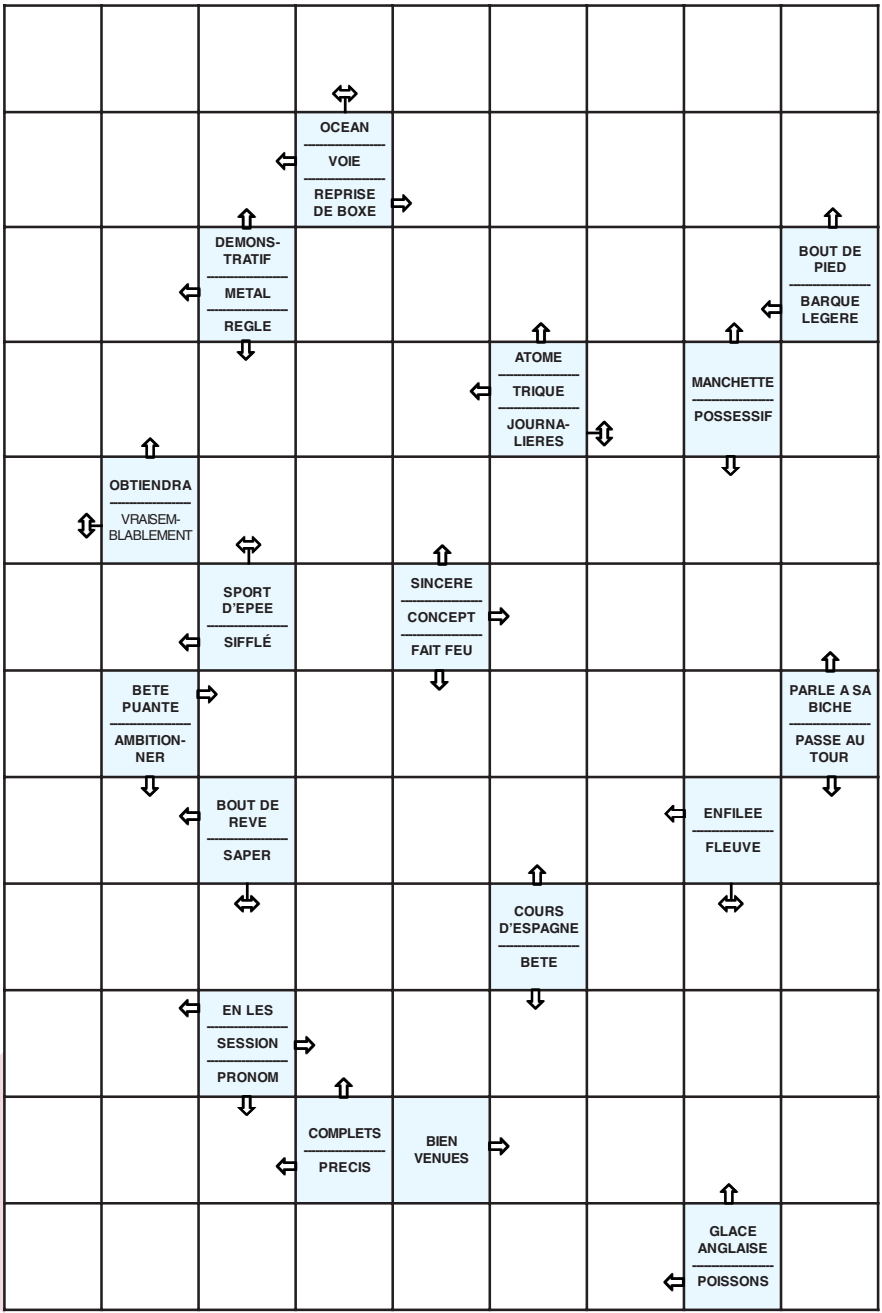 OCEAN
VOIE
REPRISE
DE BOXE
DEMONS-
TRATIF
METAL
REGLE
BOUT DE
PIED
BARQUE
LEGERE
ATOME
TRIQUE
JOURNA-
LIERES
MANCHETTE
POSSESSIF
OBTIENDRA
VRAISEM-
BLABLEMENT
SPORT
D'EPEE
SIFFLÉ
SINCERE
CONCEPT
FAIT FEU
BETE
PUANTE
AMBITION-
NER
PARLE A SA
BICHE
PASSE AU
TOUR
BOUT DE
REVE
SAPER
ENFILEE
FLEUVE
COURS
D'ESPAGNE
BETE
EN LES
SESSION
PRONOM
COMPLETS
PRECIS
BIEN
VENUES
GLACE
ANGLAISE
POISSONS